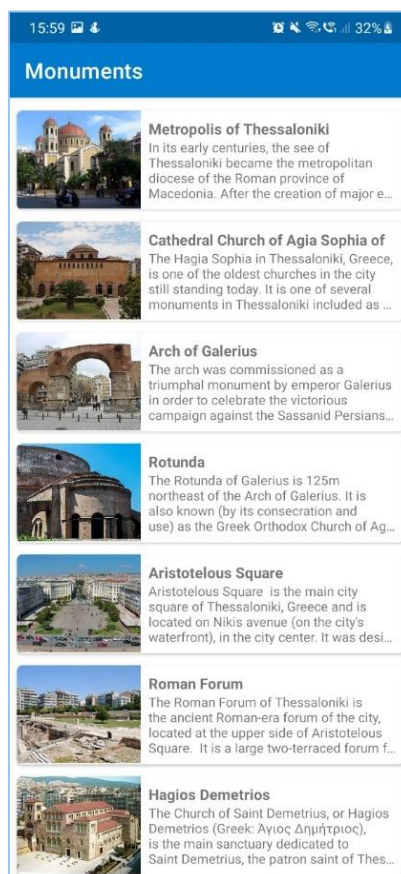 15:59 32%
Monuments
Metropolis of Thessaloniki
In its early centuries, the see of
Thessaloniki became the metropolitan
diocese of the Roman province of
Macedonia. After the creation of major e...
Cathedral Church of Agia Sophia of
The Hagia Sophia in Thessaloniki, Greece,
is one of the oldest churches in the city
still standing today. It is one of several
monuments in Thessaloniki included as ...
Arch of Galerius
The arch was commissioned as a
triumphal monument by emperor Galerius
in order to celebrate the victorious
campaign against the Sassanid Persians...
Rotunda
The Rotunda of Galerius is 125m
northeast of the Arch of Galerius. It is
also known (by its consecration and
use) as the Greek Orthodox Church of Ag...
Aristotelous Square
Aristotelous Square is the main city
square of Thessaloniki, Greece and is
located on Nikis avenue (on the city's
waterfront), in the city center. It was desi...
Roman Forum
The Roman Forum of Thessaloniki is
the ancient Roman-era forum of the city,
located at the upper side of Aristotelous
Square. It is a large two-terraced forum f...
Hagios Demetrios
The Church of Saint Demetrius, or Hagios
Demetrios (Greek: Άγιος Δημήτριος),
is the main sanctuary dedicated to
Saint Demetrius, the patron saint of Thes...